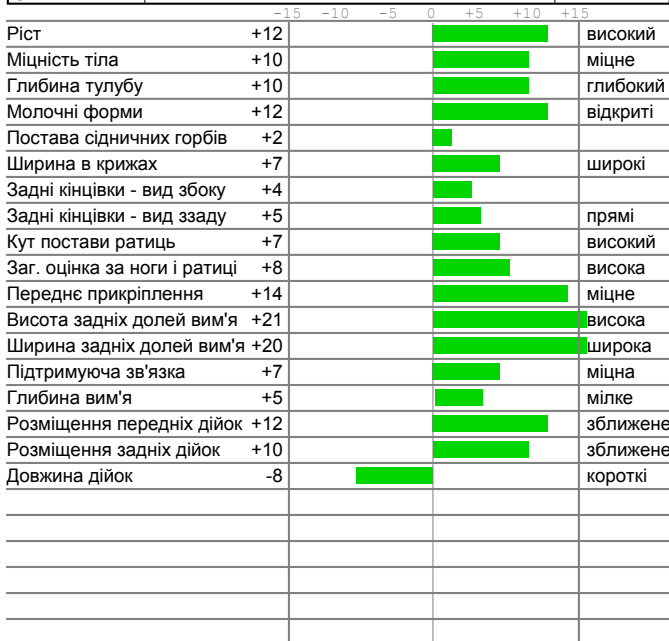 -15 -10 -5 0 +5 +10 +15
Ріст +12 високий
Міцність тіла +10 міцне
Глибина тулубу +10 глибокий
Молочні форми +12 відкриті
Постава сідничних горбів +2
Ширина в крижах +7 широкі
Задні кінцівки - вид збоку +4
Задні кінцівки - вид ззаду +5 прямі
Кут постави ратиць +7 високий
Заг. оцінка за ноги і ратиці +8 висока
Переднє прикріплення +14 міцне
Висота задніх долей вим'я +21 висока
Ширина задніх долей вим'я +20 широка
Підтримуюча зв'язка +7 міцна
Глибина вим'я +5 мілке
Розміщення передніх дійок +12 зближене
Розміщення задніх дійок +10 зближене
Довжина дійок -8 короткі